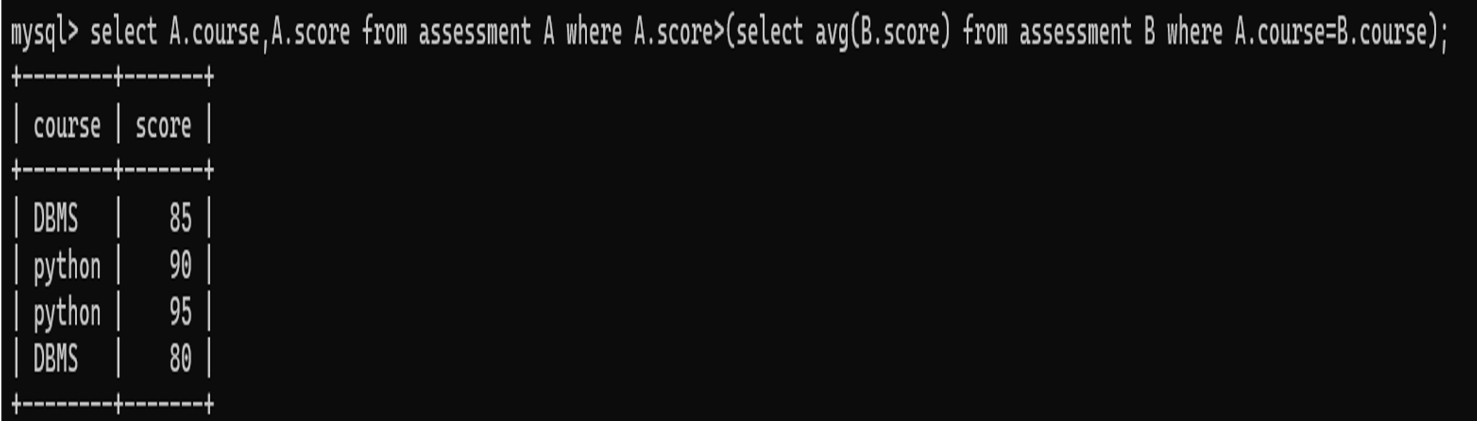 mysql> select A.course,A.score from assessment A where A.score>(select avg(B.score) from assessment B where A.course=B.course);
+--------+-------+
| course | score |
+--------+-------+
| DBMS   |    85 |
| python |    90 |
| python |    95 |
| DBMS   |    80 |
+--------+-------+